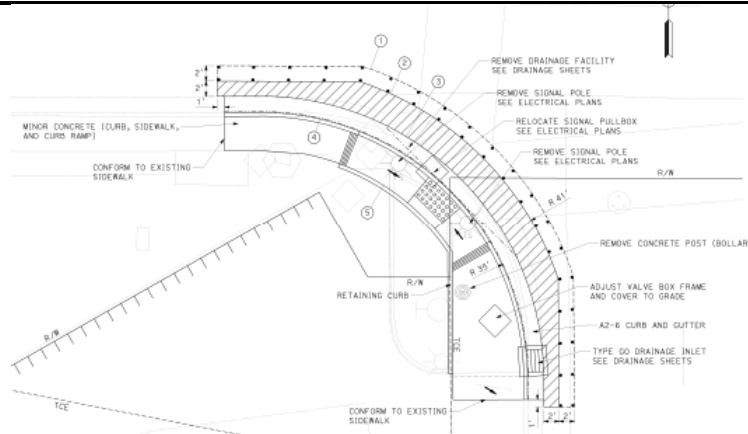 1
2
3
REMOVE DRAINAGE FACILITY
SEE DRAINAGE SHEETS
2'
2'
1'
REMOVE SIGNAL POLE
SEE ELECTRICAL PLANS
MINOR CONCRETE (CURB, SIDEWALK,
AND CURB RAMP)
4
RELOCATE SIGNAL PULLBOX
SEE ELECTRICAL PLANS
CONFORM TO EXISTING
SIDEWALK
REMOVE SIGNAL POLE
SEE ELECTRICAL PLANS
R/W
5
R 41'
REMOVE CONCRETE POST (BOLLAR
R 35'
R/W
RETAINING CURB
ADJUST VALVE BOX FRAME
AND COVER TO GRADE
R/W
A2-6 CURB AND GUTTER
TCE
TYPE GO DRAINAGE INLET
SEE DRAINAGE SHEETS
TCE
CONFORM TO EXISTING
SIDEWALK
1'
2'
2'